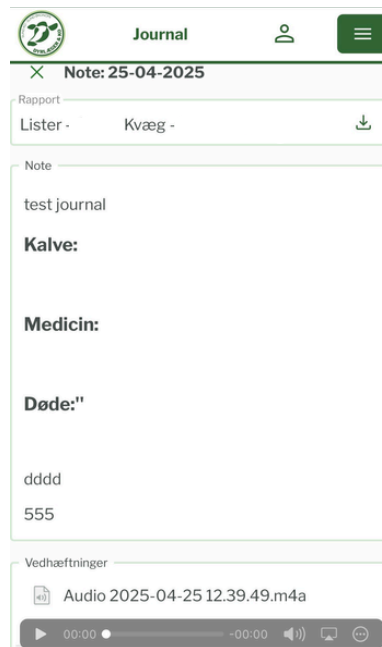 Journal
Note: 25-04-2025
Rapport
Lister - Kvæg -
Note
test journal
Kalve:
Medicin:
Døde:"
dddd
555
Vedhæftninger
Audio 2025-04-25 12.39.49.m4a
00:00 -00:00